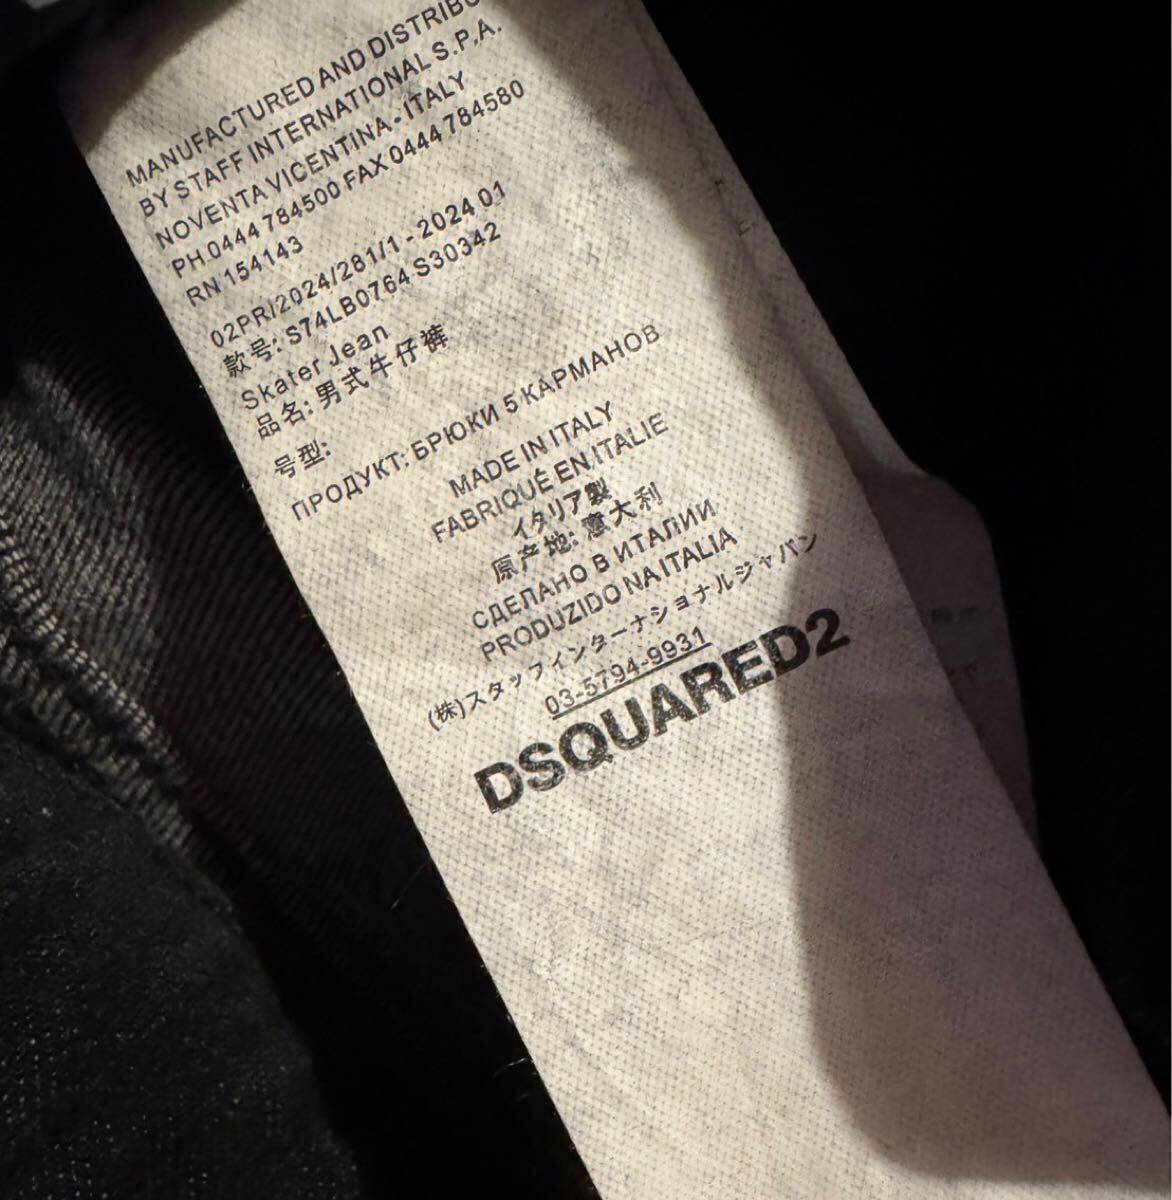 MANUFACTURED AND DISTRIBU
BY STAFF INTERNATIONAL S.P.A.
NOVENTA VICENTINA - ITALY
PH.0444 784500 FAX 0444 784580
RN 154143
02PR/2024/281/1 - 2024 01
款号: S74LB0764 S30342
Skater Jean
品名: 男式牛仔裤
号型:
ПРОДУКТ: БРЮКИ 5 КАРМАНОВ
MADE IN ITALY
FABRIQUÉ EN ITALIE
イタリア製
原产地: 意大利
СДЕЛАНО В ИТАЛИИ
PRODUZIDO NA ITALIA
(株)スタッフインターナショナルジャパン
03-5794-9931
DSQUARED2